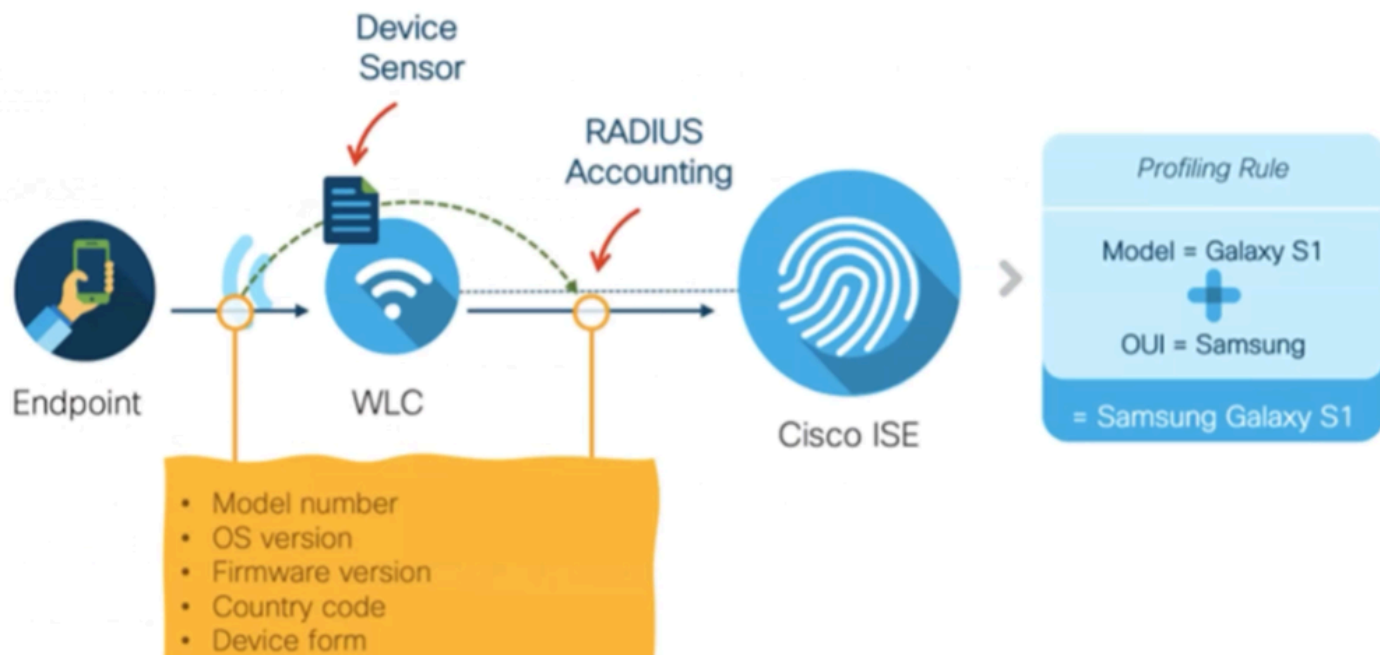 Device
Sensor
RADIUS
Accounting
Endpoint
WLC
Cisco ISE
Profiling Rule
Model = Galaxy S1
OUI = Samsung
= Samsung Galaxy S1
• Model number
• OS version
• Firmware version
• Country code
• Device form